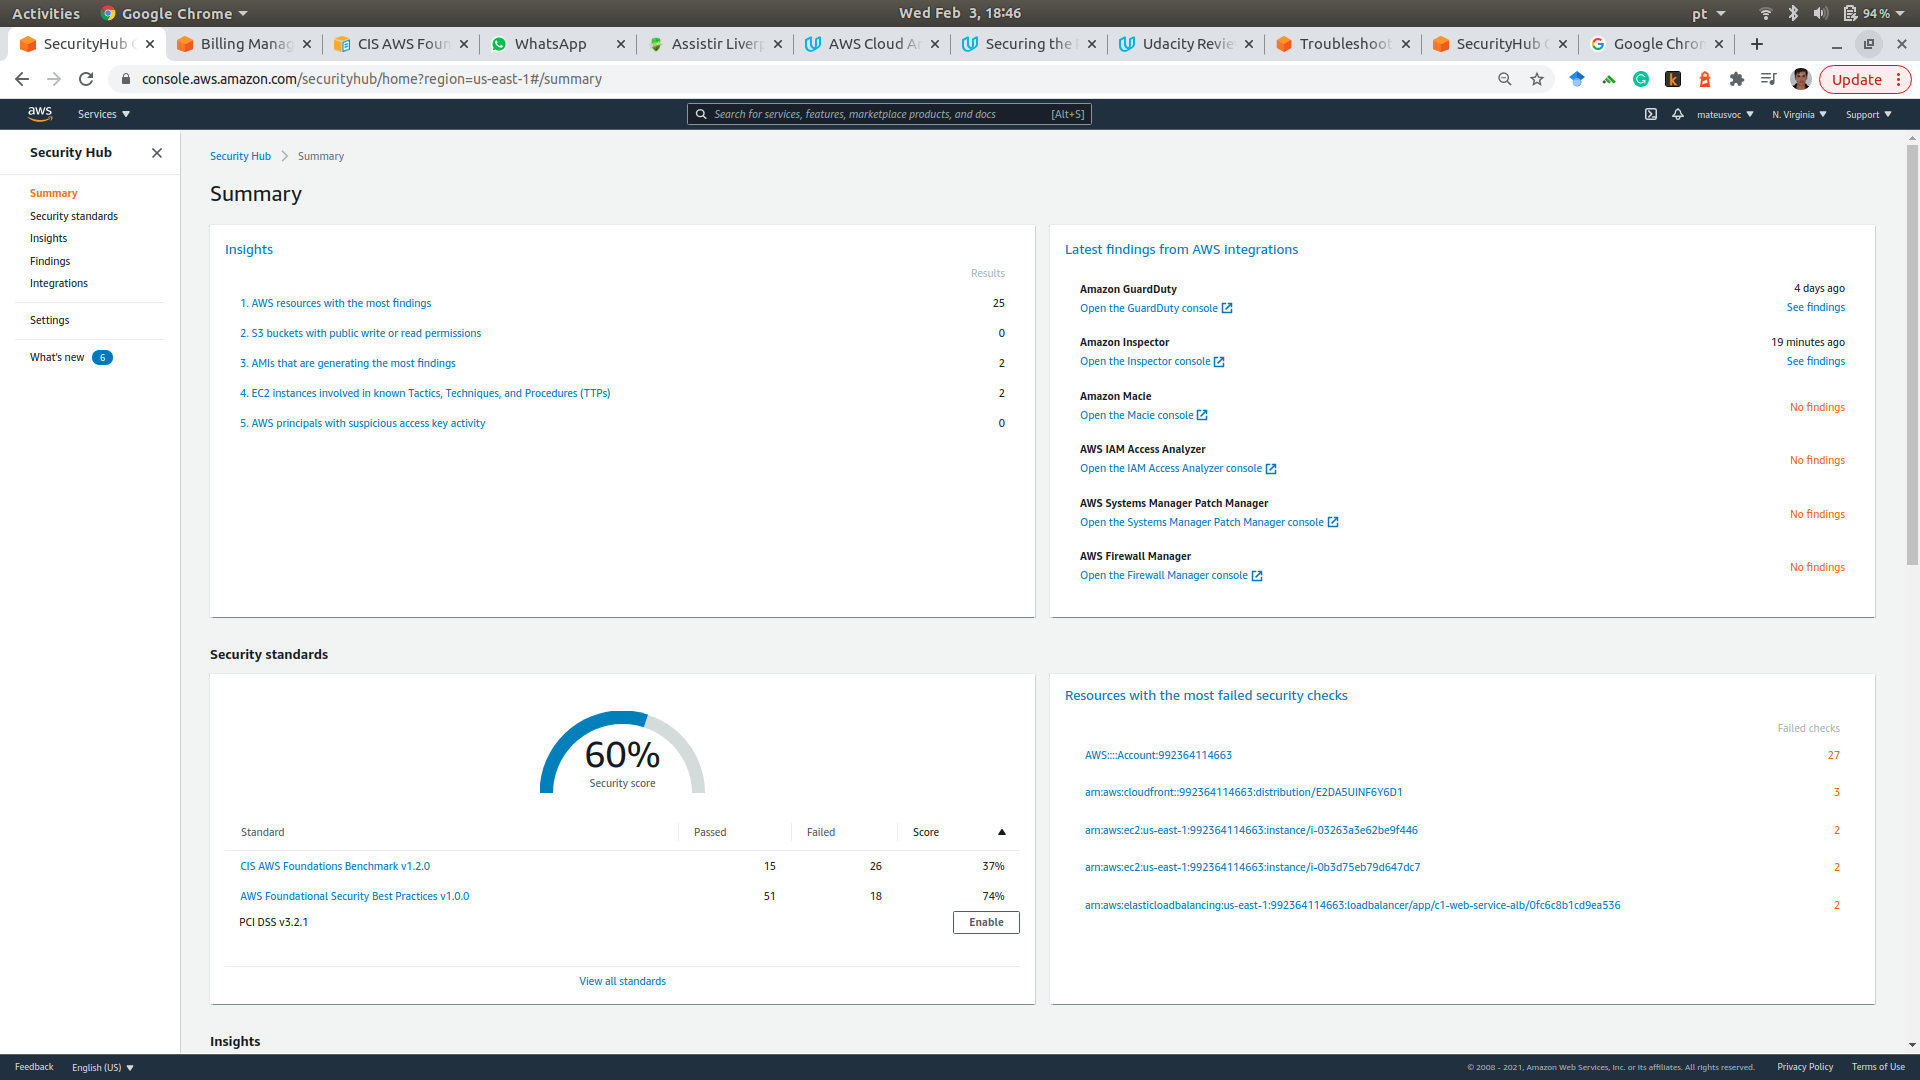 Activities
Google Chrome
Wed Feb 3, 18:46
pt
94 %
SecurityHub
Billing Manag
CIS AWS Foun
WhatsApp
Assistir Liverp
AWS Cloud Ar
Securing the
Udacity Revie
Troubleshoot
SecurityHub
Google Chrom
console.aws.amazon.com/securityhub/home?region=us-east-1#/summary
Update
aws
Services
Search for services, features, marketplace products, and docs
[Alt+S]
mateusvoc
N. Virginia
Support
Security Hub
Summary
Security standards
Insights
Findings
Integrations
Settings
What's new 6
Security Hub
Summary
Summary
Insights
Results
1. AWS resources with the most findings 25
2. S3 buckets with public write or read permissions 0
3. AMIs that are generating the most findings 2
4. EC2 instances involved in known Tactics, Techniques, and Procedures (TTPs) 2
5. AWS principals with suspicious access key activity 0
Latest findings from AWS integrations
Amazon GuardDuty 4 days ago
Open the GuardDuty console See findings
Amazon Inspector 19 minutes ago
Open the Inspector console See findings
Amazon Macie
No findings
Open the Macie console
AWS IAM Access Analyzer
No findings
Open the IAM Access Analyzer console
AWS Systems Manager Patch Manager
No findings
Open the Systems Manager Patch Manager console
AWS Firewall Manager
No findings
Open the Firewall Manager console
Security standards
60%
Security score
Standard Passed Failed Score
CIS AWS Foundations Benchmark v1.2.0 15 26 37%
AWS Foundational Security Best Practices v1.0.0 51 18 74%
PCI DSS v3.2.1 Enable
View all standards
Resources with the most failed security checks
Failed checks
AWS::::Account:992364114663 27
arn:aws:cloudfront::992364114663:distribution/E2DA5UINF6Y6D1 3
arn:aws:ec2:us-east-1:992364114663:instance/i-03263a3e62be9f446 2
arn:aws:ec2:us-east-1:992364114663:instance/i-0b3d75eb79d647dc7 2
arn:aws:elasticloadbalancing:us-east-1:992364114663:loadbalancer/app/c1-web-service-alb/0fc6c8b1cd9ea536 2
Insights
Feedback
English (US)
© 2008 - 2021, Amazon Web Services, Inc. or its affiliates. All rights reserved.
Privacy Policy
Terms of Use